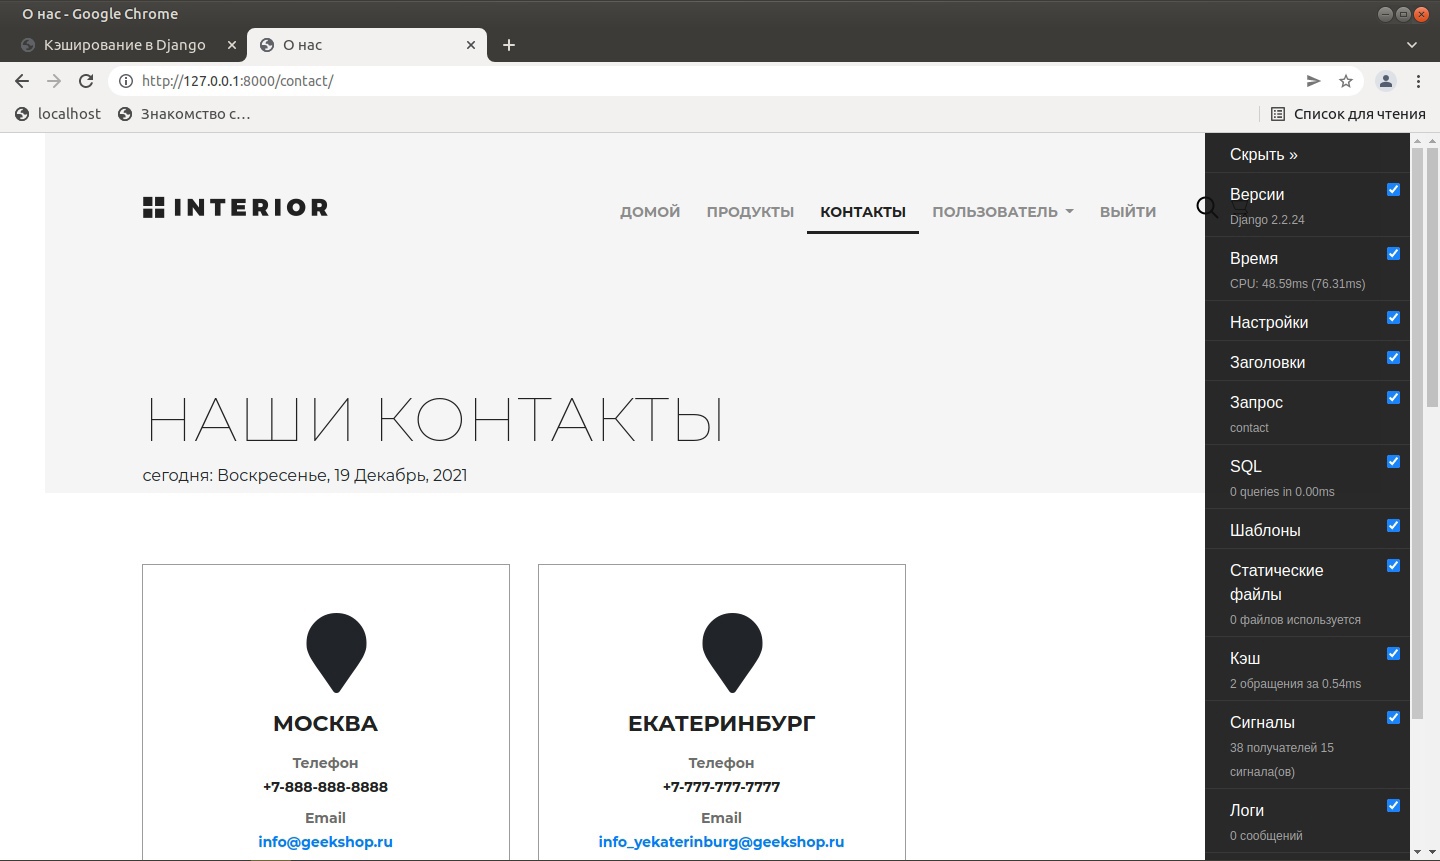 О нас - Google Chrome
Кэширование в Django
О нас
http://127.0.0.1:8000/contact/
localhost
Знакомство с...
Список для чтения
INTERIOR
ДОМОЙ ПРОДУКТЫ КОНТАКТЫ ПОЛЬЗОВАТЕЛЬ ВЫЙТИ
НАШИ КОНТАКТЫ
сегодня: Воскресенье, 19 Декабрь, 2021
МОСКВА
Телефон
+7-888-888-8888
Email
info@geekshop.ru
ЕКАТЕРИНБУРГ
Телефон
+7-777-777-7777
Email
info_yekaterinburg@geekshop.ru
Скрыть »
Версии
Django 2.2.24
Время
CPU: 48.59ms (76.31ms)
Настройки
Заголовки
Запрос
contact
SQL
0 queries in 0.00ms
Шаблоны
Статические
файлы
0 файлов используется
Кэш
2 обращения за 0.54ms
Сигналы
38 получателей 15
сигнала(ов)
Логи
0 сообщений